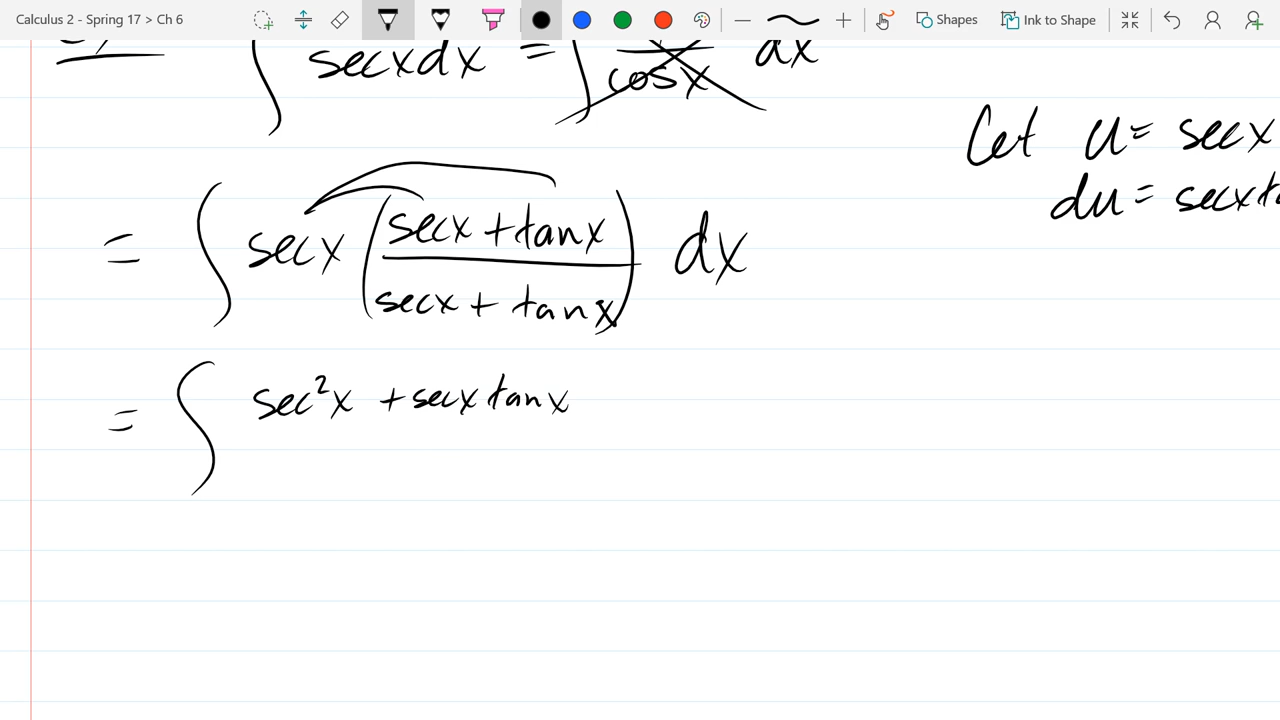 Calculus 2 - Spring 17 > Ch 6
Shapes
Ink to Shape
∫ secx dx = ∫ / cosx dx
Let u = secx
du = secx
= ∫ secx (secx + tanx / secx + tanx) dx
= ∫ sec²x + secx tanx